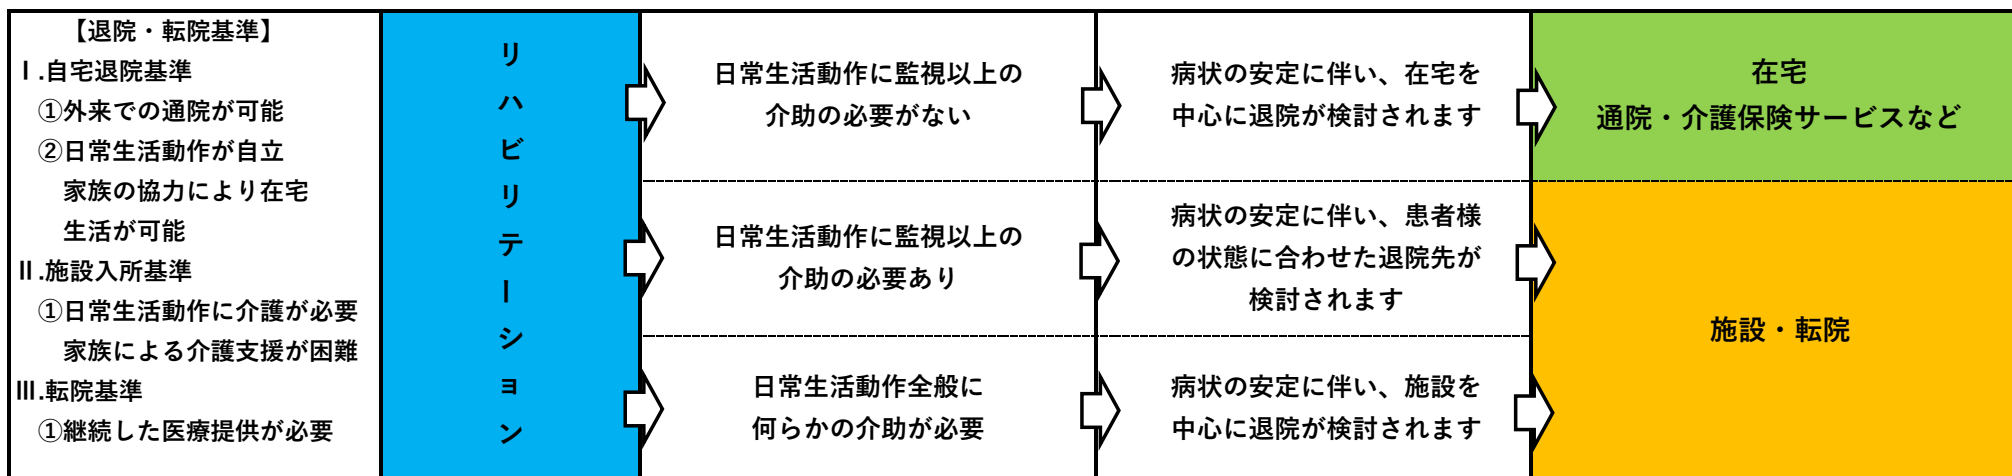 【退院・転院基準】
Ⅰ.自宅退院基準
①外来での通院が可能
②日常生活動作が自立
家族の協力により在宅
生活が可能
Ⅱ.施設入所基準
①日常生活動作に介護が必要
家族による介護支援が困難
Ⅲ.転院基準
①継続した医療提供が必要
リハビリテーション
日常生活動作に監視以上の
介助の必要がない
病状の安定に伴い、在宅を
中心に退院が検討されます
在宅
通院・介護保険サービスなど
日常生活動作に監視以上の
介助の必要あり
病状の安定に伴い、患者様
の状態に合わせた退院先が
検討されます
日常生活動作全般に
何らかの介助が必要
病状の安定に伴い、施設を
中心に退院が検討されます
施設・転院